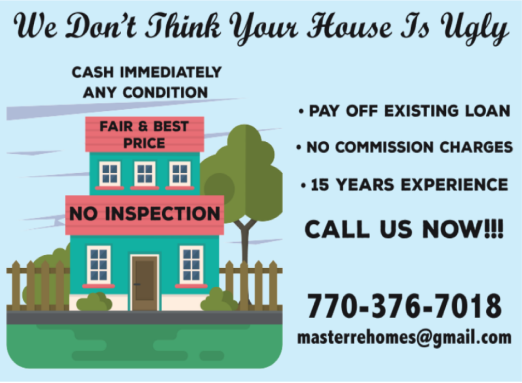 We Don't Think Your House Is Ugly
CASH IMMEDIATELY
ANY CONDITION
FAIR & BEST
PRICE
NO INSPECTION
• PAY OFF EXISTING LOAN
• NO COMMISSION CHARGES
• 15 YEARS EXPERIENCE
CALL US NOW!!!
770-376-7018
masterrehomes@gmail.com